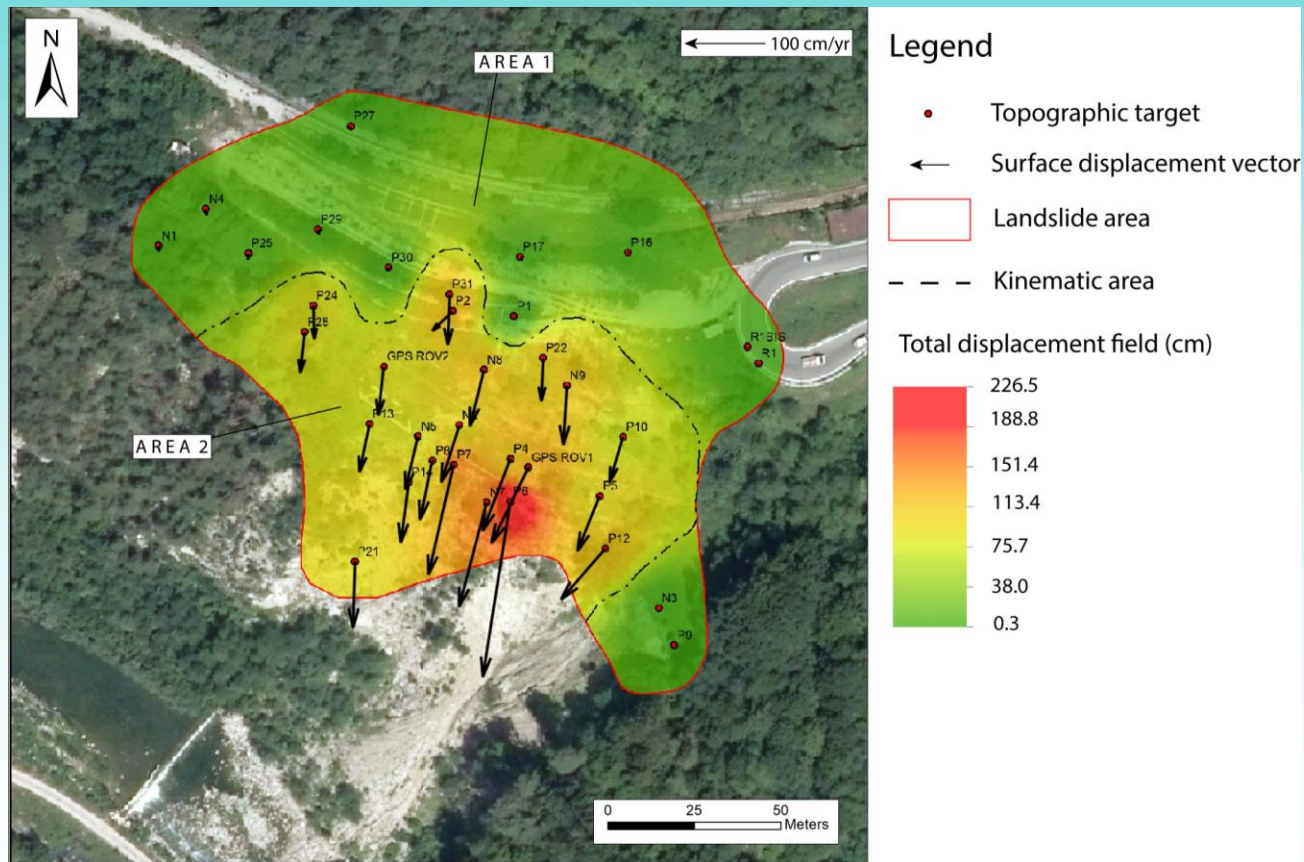 N
100 cm/yr
AREA 1
P27
N4
N1
P25
P29
P30
P17
P16
P31
P2
P1
P24
P28
R1BIS
R1
GPS ROV2
N8
P22
N9
AREA 2
P13
N6
P8
P7
P4
GPS ROV1
P10
N7
P6
P5
P12
P21
N3
P9
0 25 50
Meters
Legend
Topographic target
Surface displacement vector
Landslide area
Kinematic area
Total displacement field (cm)
226.5
188.8
151.4
113.4
75.7
38.0
0.3